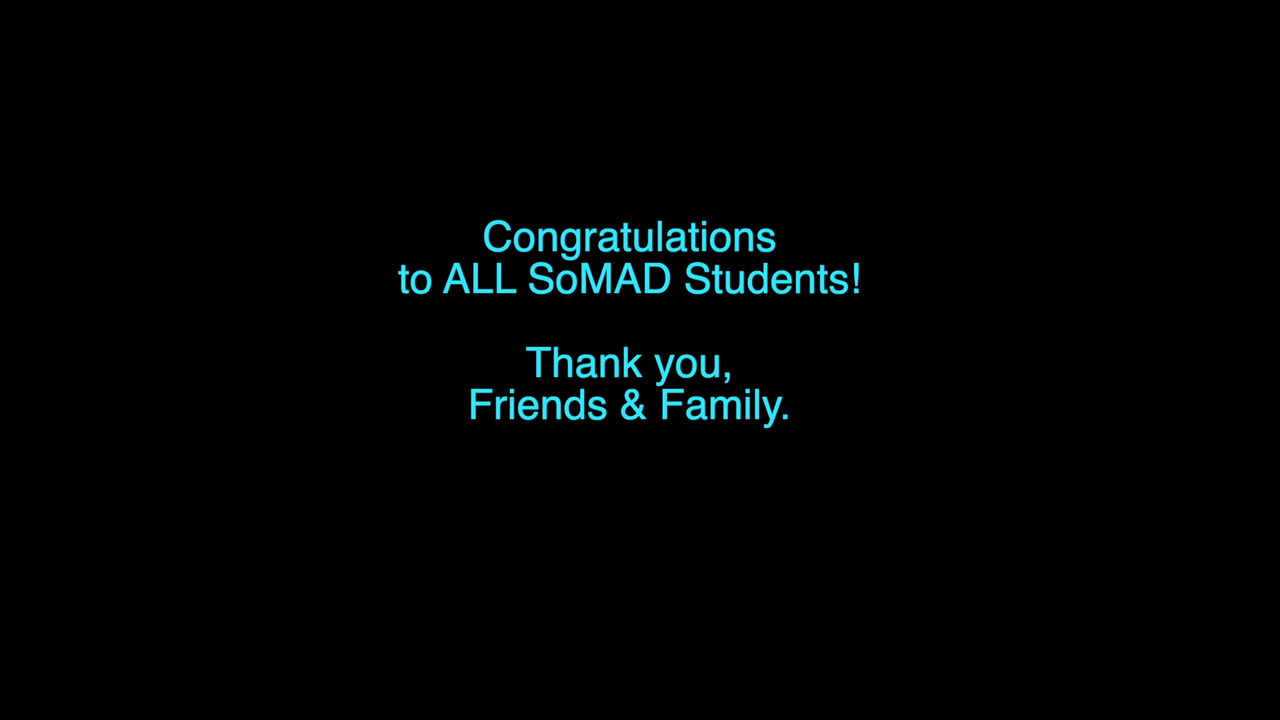 Congratulations
to ALL SoMAD Students!
Thank you,
Friends & Family.